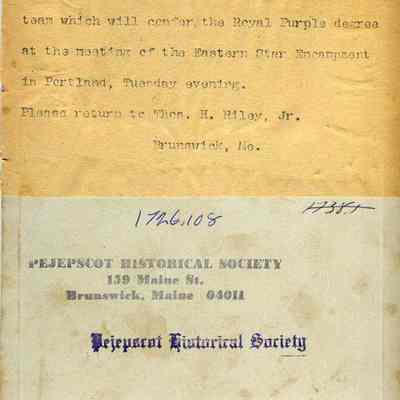 team which will confer the Royal Purple degree
at the meeting of the Eastern Star Encampment
in Portland, Tuesday evening.
Please return to Thos. H. Riley, Jr.
Brunswick, Me.
1726.108
PEJEPSCOT HISTORICAL SOCIETY
159 Maine St.
Brunswick, Maine 04011
Pejepscot Historical Society